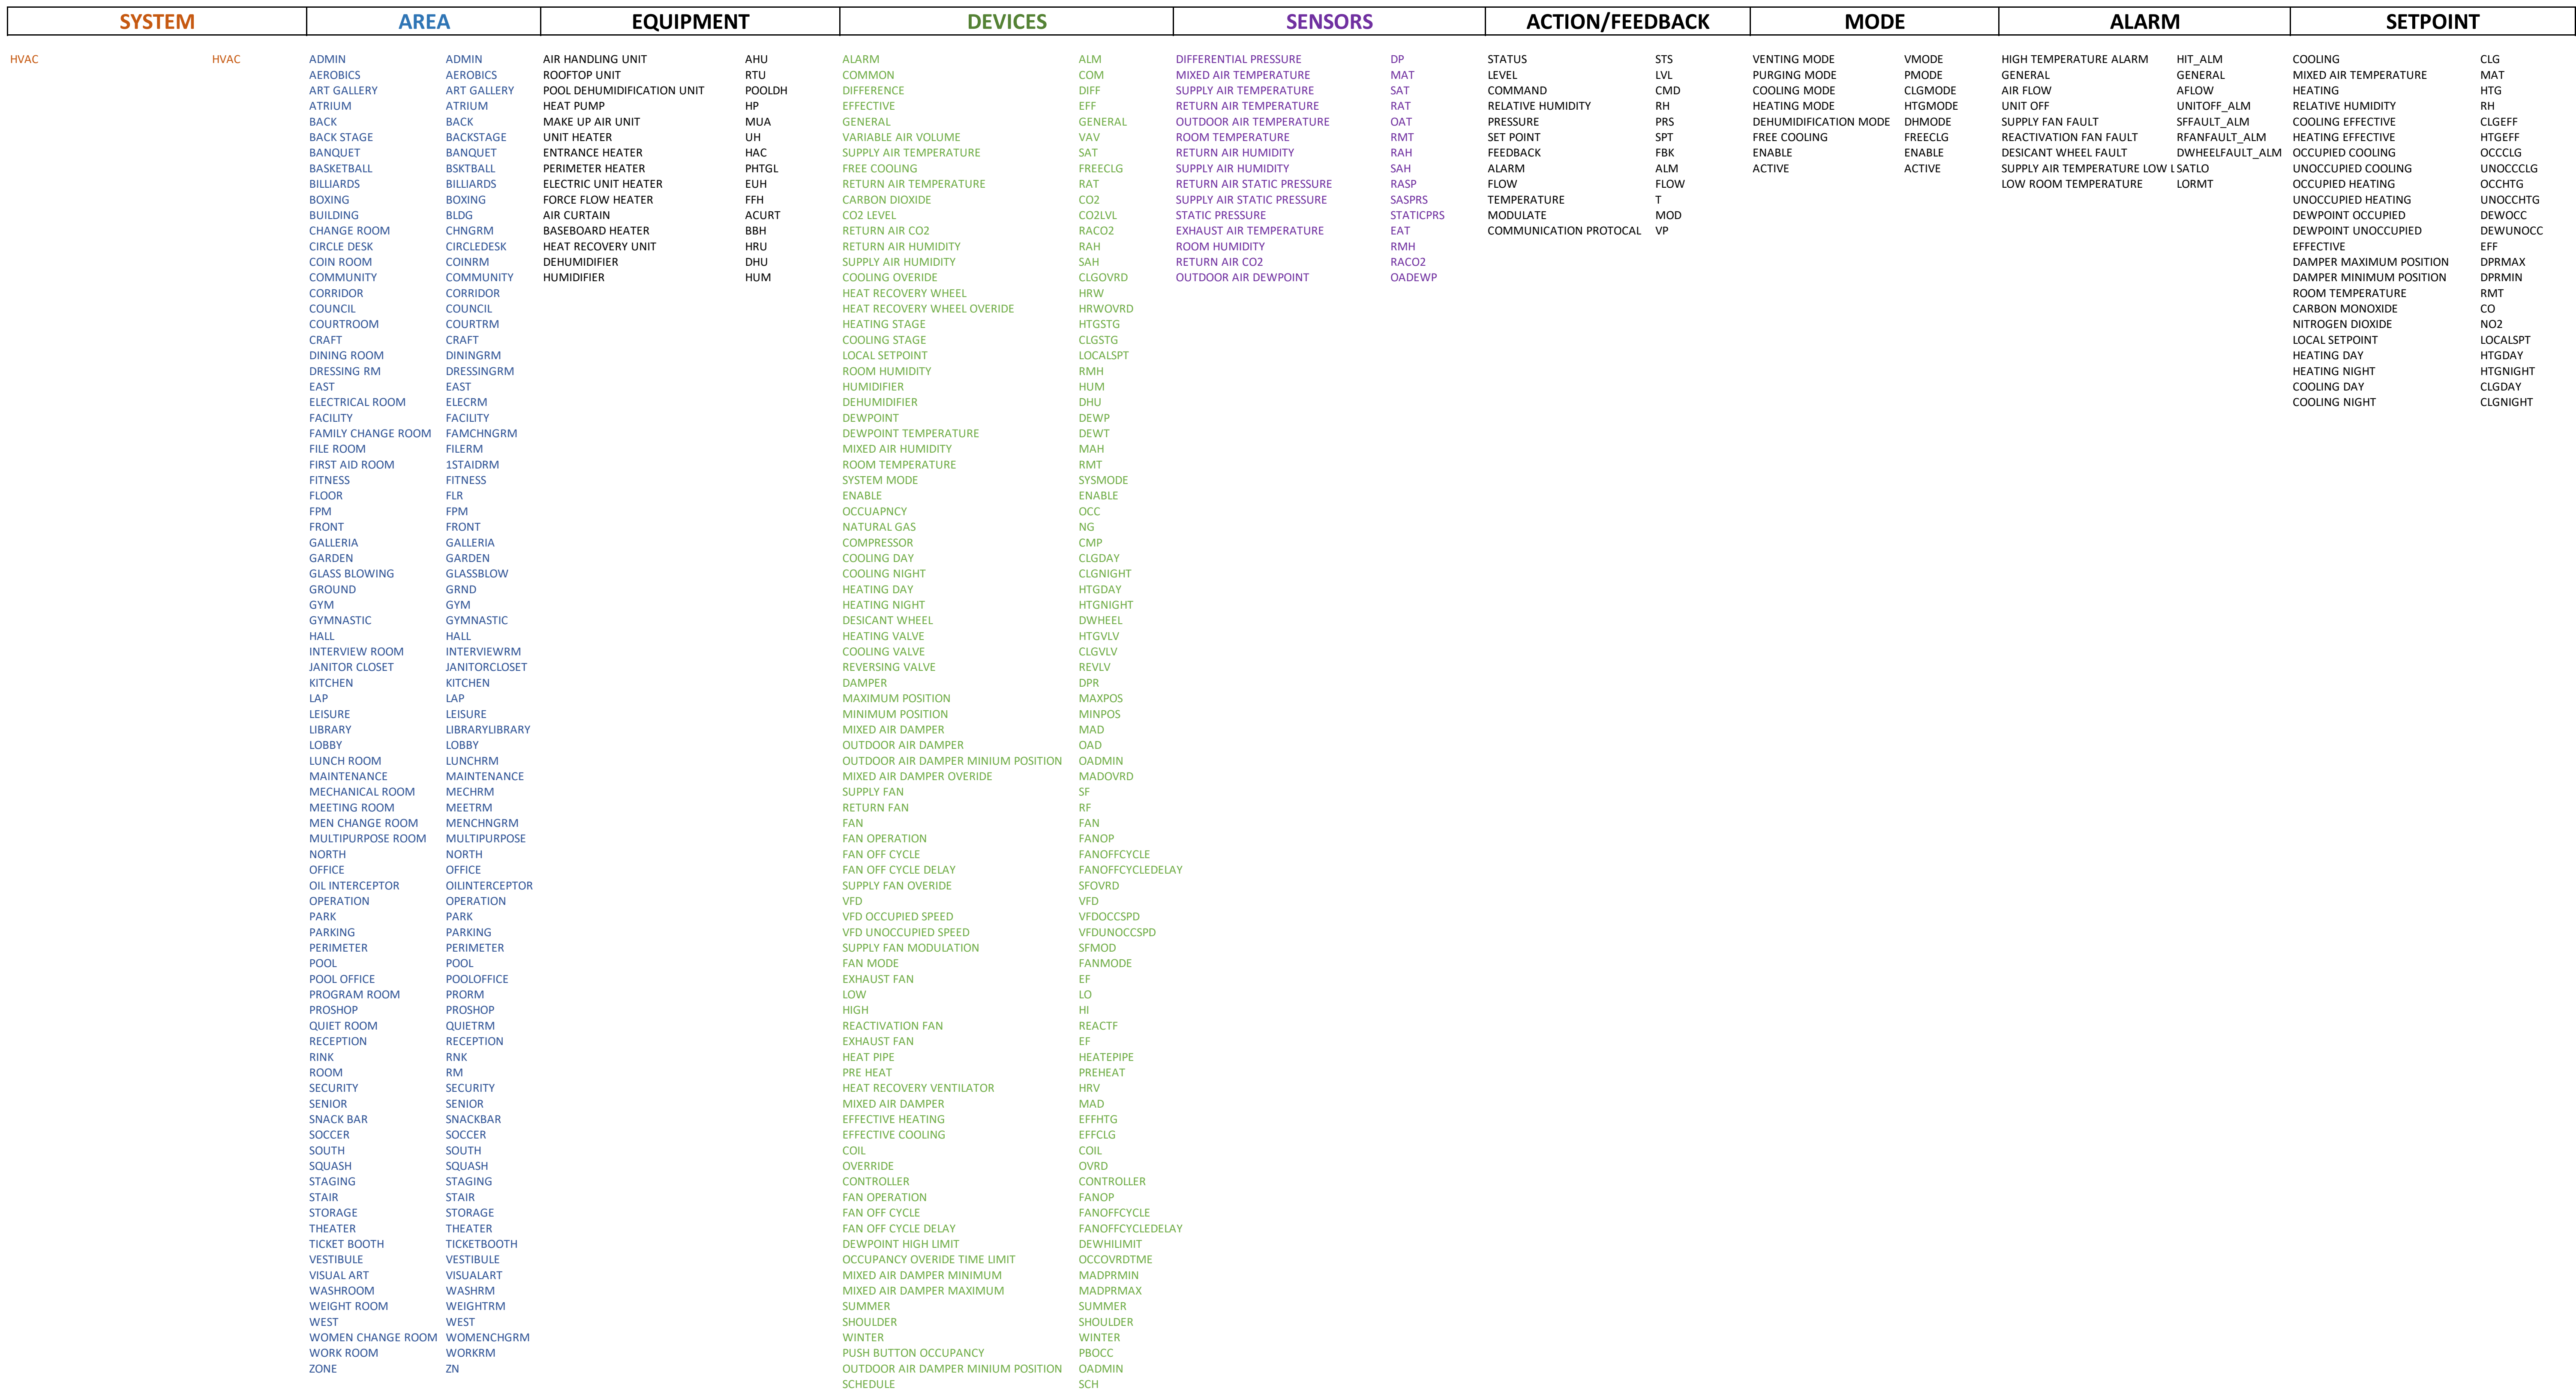 SYSTEM AREA EQUIPMENT DEVICES SENSORS ACTION/FEEDBACK MODE ALARM SETPOINT
HVAC HVAC ADMIN ADMIN AIR HANDLING UNIT AHU ALARM ALM DIFFERENTIAL PRESSURE DP STATUS STS VENTING MODE VMODE HIGH TEMPERATURE ALARM HIT_ALM COOLING CLG
AEROBICS AEROBICS ROOFTOP UNIT RTU COMMON COM MIXED AIR TEMPERATURE MAT LEVEL LVL PURGING MODE PMODE GENERAL GENERAL MIXED AIR TEMPERATURE MAT
ART GALLERY ART GALLERY POOL DEHUMIDIFICATION UNIT POOLDH DIFFERENCE DIFF SUPPLY AIR TEMPERATURE SAT COMMAND CMD COOLING MODE CLGMODE AIR FLOW AFLOW HEATING HTG
ATRIUM ATRIUM HEAT PUMP HP EFFECTIVE EFF RETURN AIR TEMPERATURE RAT RELATIVE HUMIDITY RH HEATING MODE HTGMODE UNIT OFF UNITOFF_ALM RELATIVE HUMIDITY RH
BACK BACK MAKE UP AIR UNIT MUA GENERAL GENERAL OUTDOOR AIR TEMPERATURE OAT PRESSURE PRS DEHUMIDIFICATION MODE DHMODE SUPPLY FAN FAULT SFFAULT_ALM COOLING EFFECTIVE CLGEFF
BACK STAGE BACKSTAGE UNIT HEATER UH VARIABLE AIR VOLUME VAV ROOM TEMPERATURE RMT SET POINT SPT FREE COOLING FREECLG REACTIVATION FAN FAULT RFANFAULT_ALM HEATING EFFECTIVE HTGEFF
BANQUET BANQUET ENTRANCE HEATER HAC SUPPLY AIR TEMPERATURE SAT RETURN AIR HUMIDITY RAH FEEDBACK FBK ENABLE ENABLE DESICANT WHEEL FAULT DWHEELFAULT_ALM OCCUPIED COOLING OCCCLG
BASKETBALL BSKTBALL PERIMETER HEATER PHTGL FREE COOLING FREECLG SUPPLY AIR HUMIDITY SAH ALARM ALM ACTIVE ACTIVE SUPPLY AIR TEMPERATURE LOW L SATLO UNOCCUPIED COOLING UNOCCCLG
BILLIARDS BILLIARDS ELECTRIC UNIT HEATER EUH RETURN AIR TEMPERATURE RAT RETURN AIR STATIC PRESSURE RASP FLOW FLOW LOW ROOM TEMPERATURE LORMT OCCUPIED HEATING OCCHTG
BOXING BOXING FORCE FLOW HEATER FFH CARBON DIOXIDE CO2 SUPPLY AIR STATIC PRESSURE SASPRS TEMPERATURE T UNOCCUPIED HEATING UNOCCHTG
BUILDING BLDG AIR CURTAIN ACURT CO2 LEVEL CO2LVL STATIC PRESSURE STATICPRS MODULATE MOD DEWPOINT OCCUPIED DEWOCC
CHANGE ROOM CHNGRM BASEBOARD HEATER BBH RETURN AIR CO2 RACO2 EXHAUST AIR TEMPERATURE EAT COMMUNICATION PROTOCAL VP DEWPOINT UNOCCUPIED DEWUNOCC
CIRCLE DESK CIRCLEDESK HEAT RECOVERY UNIT HRU RETURN AIR HUMIDITY RAH ROOM HUMIDITY RMH EFFECTIVE EFF
COIN ROOM COINRM DEHUMIDIFIER DHU SUPPLY AIR HUMIDITY SAH RETURN AIR CO2 RACO2 DAMPER MAXIMUM POSITION DPRMAX
COMMUNITY COMMUNITY HUMIDIFIER HUM COOLING OVERIDE CLGOVRD OUTDOOR AIR DEWPOINT OADEWP DAMPER MINIMUM POSITION DPRMIN
CORRIDOR CORRIDOR HEAT RECOVERY WHEEL HRW ROOM TEMPERATURE RMT
COUNCIL COUNCIL HEAT RECOVERY WHEEL OVERIDE HRWOVRD CARBON MONOXIDE CO
COURTROOM COURTRM HEATING STAGE HTGSTG NITROGEN DIOXIDE NO2
CRAFT CRAFT COOLING STAGE CLGSTG LOCAL SETPOINT LOCALSPT
DINING ROOM DININGRM LOCAL SETPOINT LOCALSPT HEATING DAY HTGDAY
DRESSING RM DRESSINGRM ROOM HUMIDITY RMH HEATING NIGHT HTGNIGHT
EAST EAST HUMIDIFIER HUM COOLING DAY CLGDAY
ELECTRICAL ROOM ELECRM DEHUMIDIFIER DHU COOLING NIGHT CLGNIGHT
FACILITY FACILITY DEWPOINT DEWP
FAMILY CHANGE ROOM FAMCHNGRM DEWPOINT TEMPERATURE DEWT
FILE ROOM FILERM MIXED AIR HUMIDITY MAH
FIRST AID ROOM 1STAIDRM ROOM TEMPERATURE RMT
FITNESS FITNESS SYSTEM MODE SYSMODE
FLOOR FLR ENABLE ENABLE
FPM FPM OCCUAPNCY OCC
FRONT FRONT NATURAL GAS NG
GALLERIA GALLERIA COMPRESSOR CMP
GARDEN GARDEN COOLING DAY CLGDAY
GLASS BLOWING GLASSBLOW COOLING NIGHT CLGNIGHT
GROUND GRND HEATING DAY HTGDAY
GYM GYM HEATING NIGHT HTGNIGHT
GYMNASTIC GYMNASTIC DESICANT WHEEL DWHEEL
HALL HALL HEATING VALVE HTGVLV
INTERVIEW ROOM INTERVIEWRM COOLING VALVE CLGVLV
JANITOR CLOSET JANITORCLOSET REVERSING VALVE REVLV
KITCHEN KITCHEN DAMPER DPR
LAP LAP MAXIMUM POSITION MAXPOS
LEISURE LEISURE MINIMUM POSITION MINPOS
LIBRARY LIBRARYLIBRARY MIXED AIR DAMPER MAD
LOBBY LOBBY OUTDOOR AIR DAMPER OAD
LUNCH ROOM LUNCHRM OUTDOOR AIR DAMPER MINIUM POSITION OADMIN
MAINTENANCE MAINTENANCE MIXED AIR DAMPER OVERIDE MADOVRD
MECHANICAL ROOM MECHRM SUPPLY FAN SF
MEETING ROOM MEETRM RETURN FAN RF
MEN CHANGE ROOM MENCHNGRM FAN FAN
MULTIPURPOSE ROOM MULTIPURPOSE FAN OPERATION FANOP
NORTH NORTH FAN OFF CYCLE FANOFFCYCLE
OFFICE OFFICE FAN OFF CYCLE DELAY FANOFFCYCLEDELAY
OIL INTERCEPTOR OILINTERCEPTOR SUPPLY FAN OVERIDE SFOVRD
OPERATION OPERATION VFD VFD
PARK PARK VFD OCCUPIED SPEED VFDOCCSPD
PARKING PARKING VFD UNOCCUPIED SPEED VFDUNOCCSPD
PERIMETER PERIMETER SUPPLY FAN MODULATION SFMOD
POOL POOL FAN MODE FANMODE
POOL OFFICE POOLOFFICE EXHAUST FAN EF
PROGRAM ROOM PRORM LOW LO
PROSHOP PROSHOP HIGH HI
QUIET ROOM QUIETRM REACTIVATION FAN REACTF
RECEPTION RECEPTION EXHAUST FAN EF
RINK RNK HEAT PIPE HEATEPIPE
ROOM RM PRE HEAT PREHEAT
SECURITY SECURITY HEAT RECOVERY VENTILATOR HRV
SENIOR SENIOR MIXED AIR DAMPER MAD
SNACK BAR SNACKBAR EFFECTIVE HEATING EFFHTG
SOCCER SOCCER EFFECTIVE COOLING EFFCLG
SOUTH SOUTH COIL COIL
SQUASH SQUASH OVERRIDE OVRD
STAGING STAGING CONTROLLER CONTROLLER
STAIR STAIR FAN OPERATION FANOP
STORAGE STORAGE FAN OFF CYCLE FANOFFCYCLE
THEATER THEATER FAN OFF CYCLE DELAY FANOFFCYCLEDELAY
TICKET BOOTH TICKETBOOTH DEWPOINT HIGH LIMIT DEWHILIMIT
VESTIBULE VESTIBULE OCCUPANCY OVERIDE TIME LIMIT OCCOVRDTME
VISUAL ART VISUALART MIXED AIR DAMPER MINIMUM MADPRMIN
WASHROOM WASHRM MIXED AIR DAMPER MAXIMUM MADPRMAX
WEIGHT ROOM WEIGHTRM SUMMER SUMMER
WEST WEST SHOULDER SHOULDER
WOMEN CHANGE ROOM WOMENCHGRM WINTER WINTER
WORK ROOM WORKRM PUSH BUTTON OCCUPANCY PBOCC
ZONE ZN OUTDOOR AIR DAMPER MINIUM POSITION OADMIN
SCHEDULE SCH